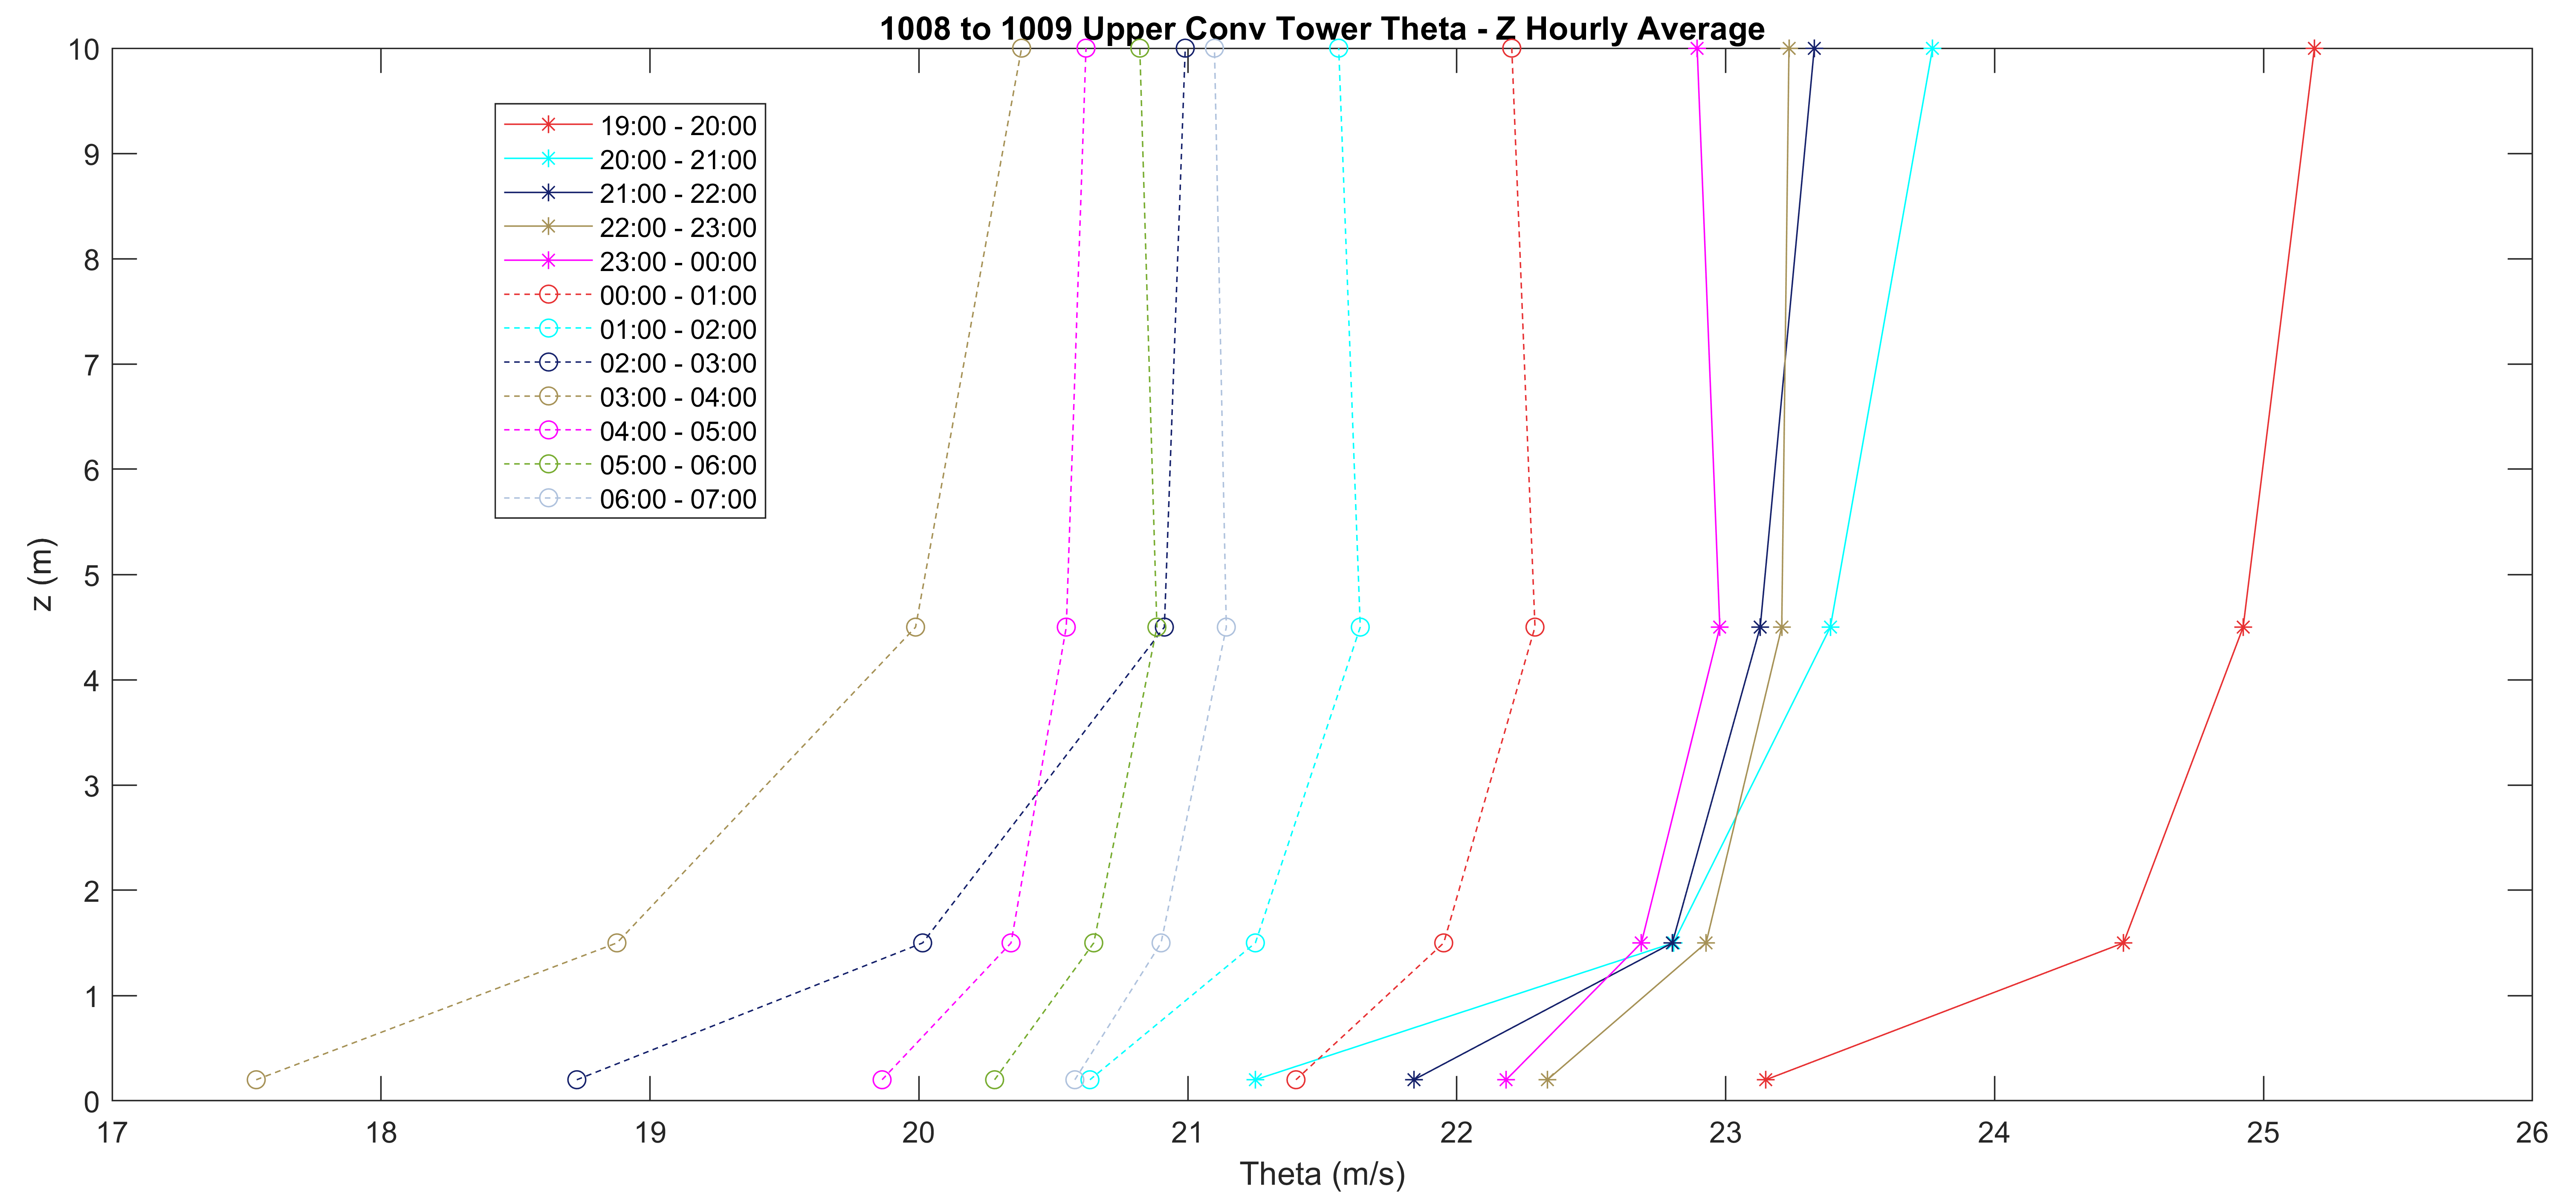 1008 to 1009 Upper Conv Tower Theta - Z Hourly Average
10
9
8
7
6
5
4
3
2
1
0
z (m)
19:00 - 20:00
20:00 - 21:00
21:00 - 22:00
22:00 - 23:00
23:00 - 00:00
00:00 - 01:00
01:00 - 02:00
02:00 - 03:00
03:00 - 04:00
04:00 - 05:00
05:00 - 06:00
06:00 - 07:00
17 18 19 20 21 22 23 24 25 26
Theta (m/s)